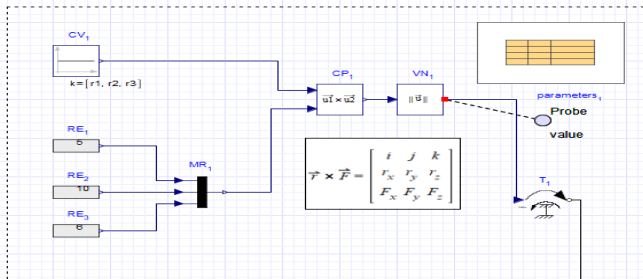 CV1
k=[r1, r2, r3]
CP1
u1 × u2
VN1
|| u ||
parameters1
Probe
value
RE1
5
RE2
10
RE3
6
MR1
r × F =
i j k
rx ry rz
Fx Fy Fz
T1